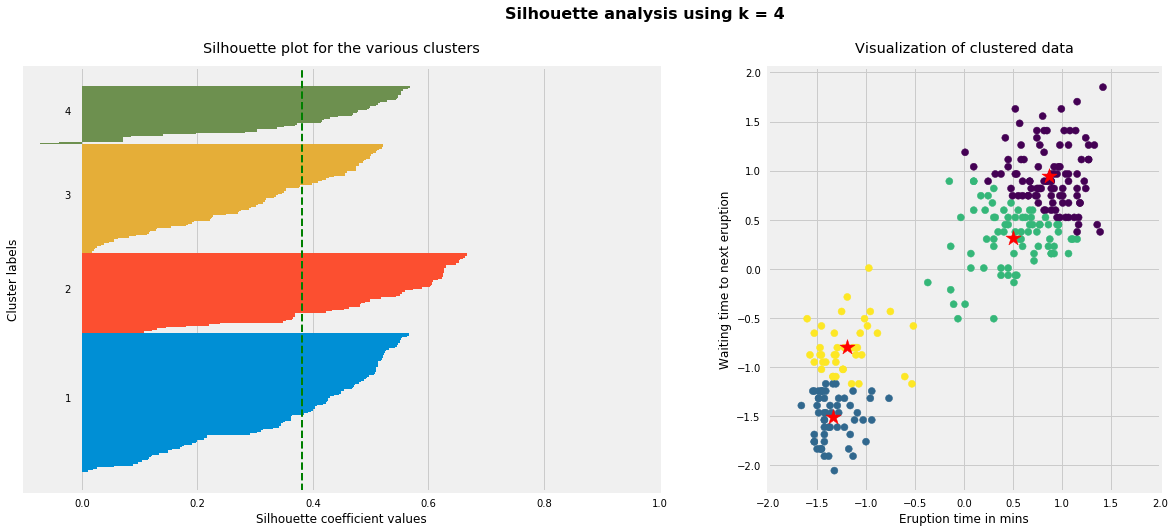 Silhouette analysis using k = 4
Silhouette plot for the various clusters
Cluster labels
4
3
2
1
0.0 0.2 0.4 0.6 0.8 1.0
Silhouette coefficient values
Visualization of clustered data
Waiting time to next eruption
2.0
1.5
1.0
0.5
0.0
−0.5
−1.0
−1.5
−2.0
−2.0 −1.5 −1.0 −0.5 0.0 0.5 1.0 1.5 2.0
Eruption time in mins